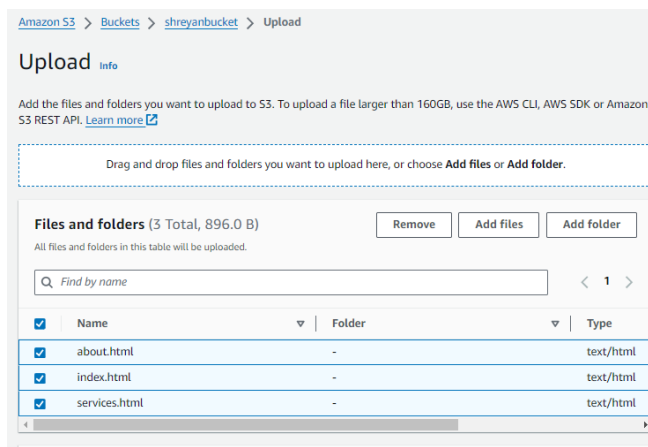 Amazon S3 > Buckets > shreyanbucket > Upload
Upload Info
Add the files and folders you want to upload to S3. To upload a file larger than 160GB, use the AWS CLI, AWS SDK or Amazon
S3 REST API. Learn more
Drag and drop files and folders you want to upload here, or choose Add files or Add folder.
Files and folders (3 Total, 896.0 B)
Remove
Add files
Add folder
All files and folders in this table will be uploaded.
Find by name
< 1 >
Name Folder Type
about.html - text/html
index.html - text/html
services.html - text/html